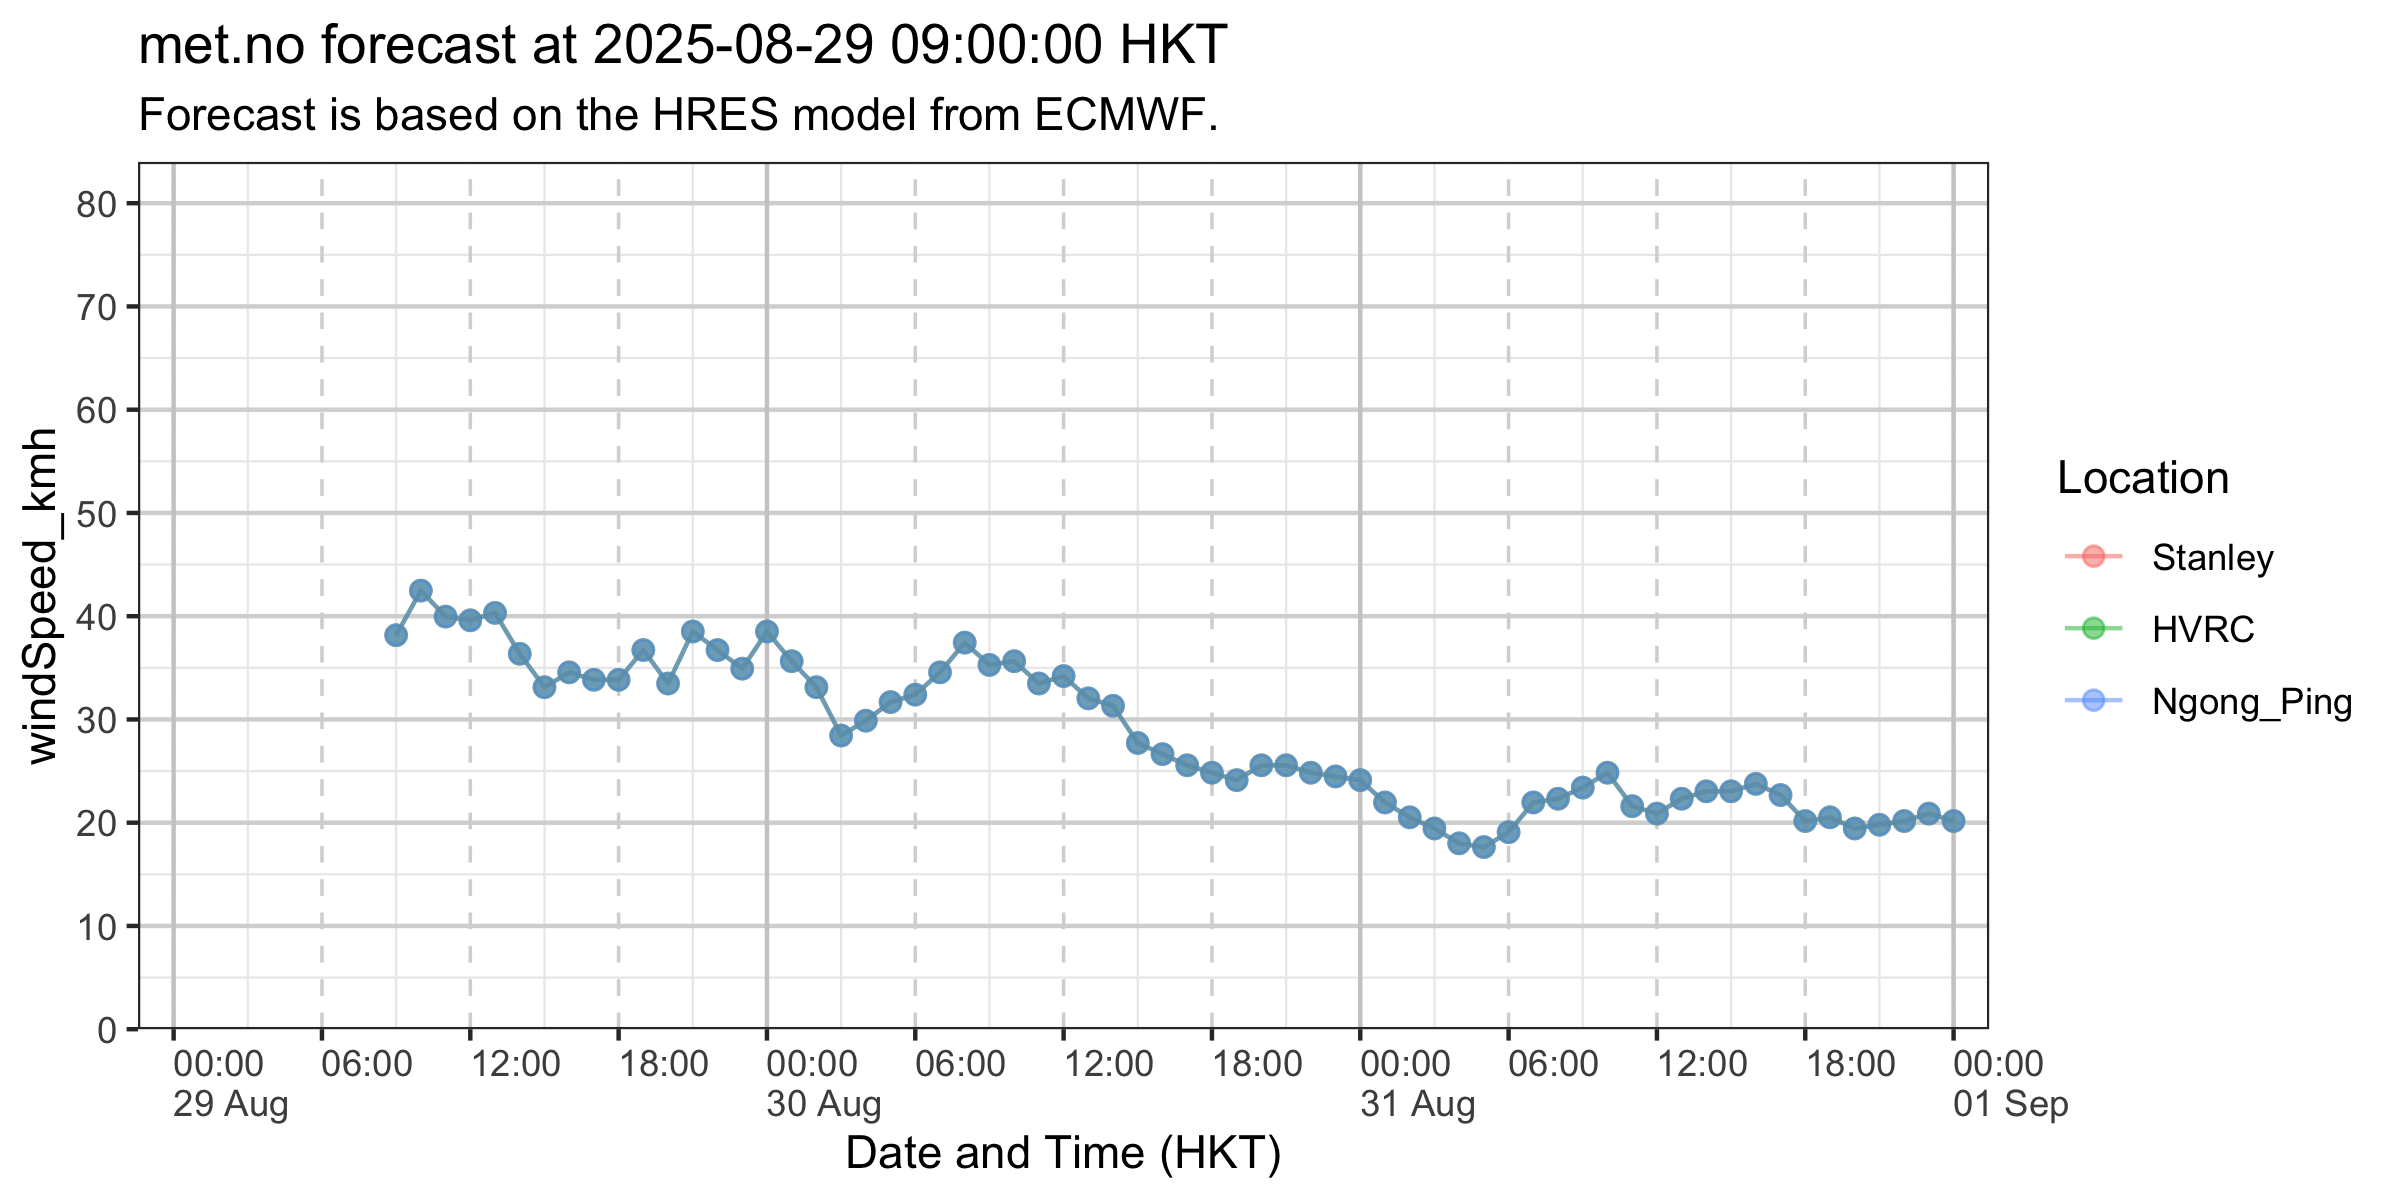 met.no forecast at 2025-08-29 09:00:00 HKT
Forecast is based on the HRES model from ECMWF.
windSpeed_kmh
80
70
60
50
40
30
20
10
0
00:00 06:00 12:00 18:00 00:00 06:00 12:00 18:00 00:00 06:00 12:00 18:00 00:00
29 Aug 30 Aug 31 Aug 01 Sep
Date and Time (HKT)
Location
Stanley
HVRC
Ngong_Ping